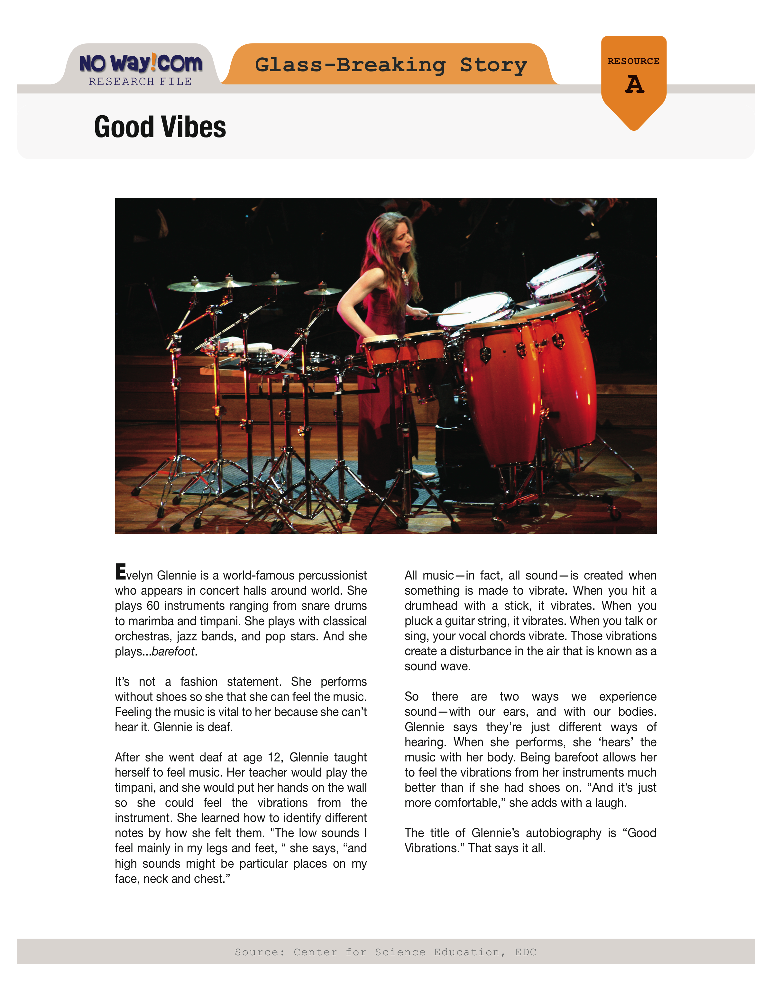 NO Way!com
RESEARCH FILE
Glass-Breaking Story
RESOURCE
A
Good Vibes
Evelyn Glennie is a world-famous percussionist
who appears in concert halls around world. She
plays 60 instruments ranging from snare drums
to marimba and timpani. She plays with classical
orchestras, jazz bands, and pop stars. And she
plays...barefoot.
It’s not a fashion statement. She performs
without shoes so she that she can feel the music.
Feeling the music is vital to her because she can’t
hear it. Glennie is deaf.
After she went deaf at age 12, Glennie taught
herself to feel music. Her teacher would play the
timpani, and she would put her hands on the wall
so she could feel the vibrations from the
instrument. She learned how to identify different
notes by how she felt them. "The low sounds I
feel mainly in my legs and feet, “ she says, “and
high sounds might be particular places on my
face, neck and chest.”
All music—in fact, all sound—is created when
something is made to vibrate. When you hit a
drumhead with a stick, it vibrates. When you
pluck a guitar string, it vibrates. When you talk or
sing, your vocal chords vibrate. Those vibrations
create a disturbance in the air that is known as a
sound wave.
So there are two ways we experience
sound—with our ears, and with our bodies.
Glennie says they’re just different ways of
hearing. When she performs, she ‘hears’ the
music with her body. Being barefoot allows her
to feel the vibrations from her instruments much
better than if she had shoes on. “And it’s just
more comfortable,” she adds with a laugh.
The title of Glennie’s autobiography is “Good
Vibrations.” That says it all.
Source: Center for Science Education, EDC